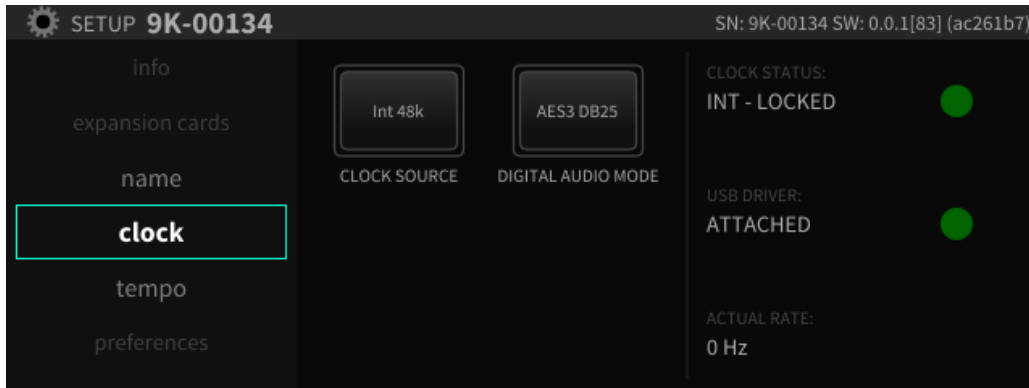 SETUP 9K-00134
SN: 9K-00134 SW: 0.0.1[83] (ac261b7)
info
expansion cards
name
clock
tempo
preferences
Int 48k
CLOCK SOURCE
AES3 DB25
DIGITAL AUDIO MODE
CLOCK STATUS:
INT - LOCKED
USB DRIVER:
ATTACHED
ACTUAL RATE:
0 Hz